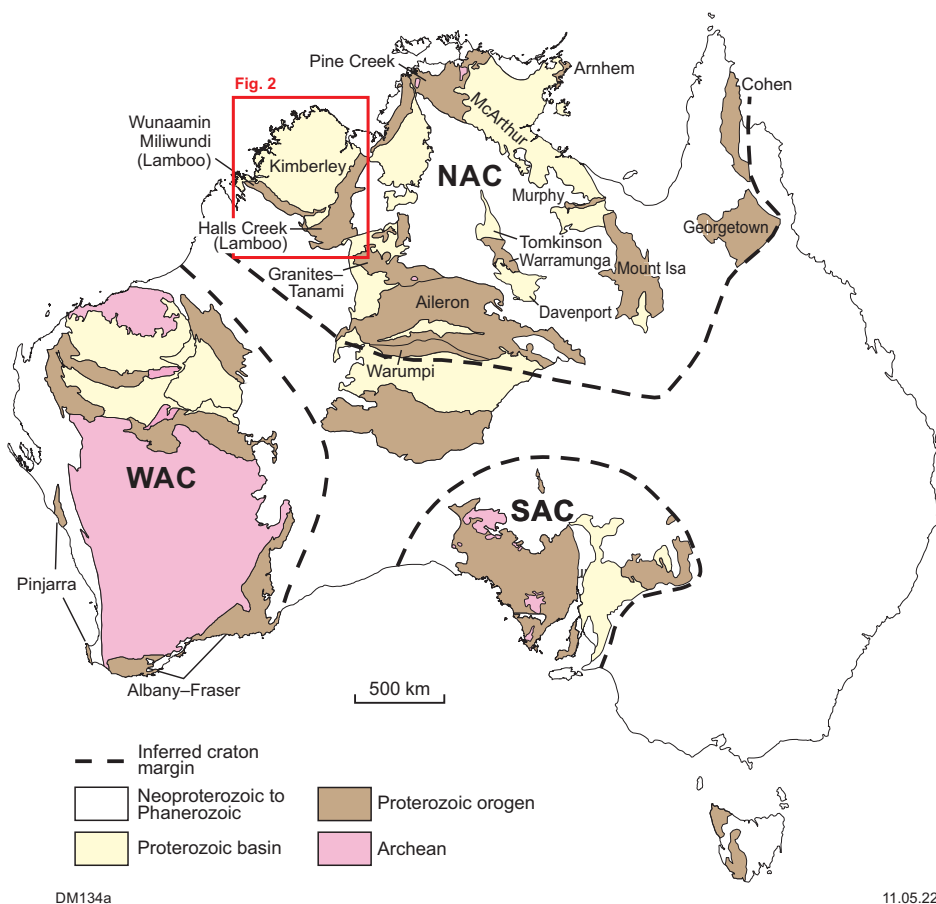 Pine Creek
Arnhem
Fig. 2
Cohen
Wunaamin
Miliwundi
(Lamboo)
McArthur
Kimberley
NAC
Murphy
Halls Creek
(Lamboo)
Georgetown
Tomkinson
Warramunga
Mount Isa
Granites–
Tanami
Aileron
Davenport
Warumpi
WAC
SAC
Pinjarra
Albany–Fraser
500 km
Inferred craton
margin
Neoproterozoic to
Phanerozoic
Proterozoic orogen
Proterozoic basin
Archean
DM134a
11.05.22